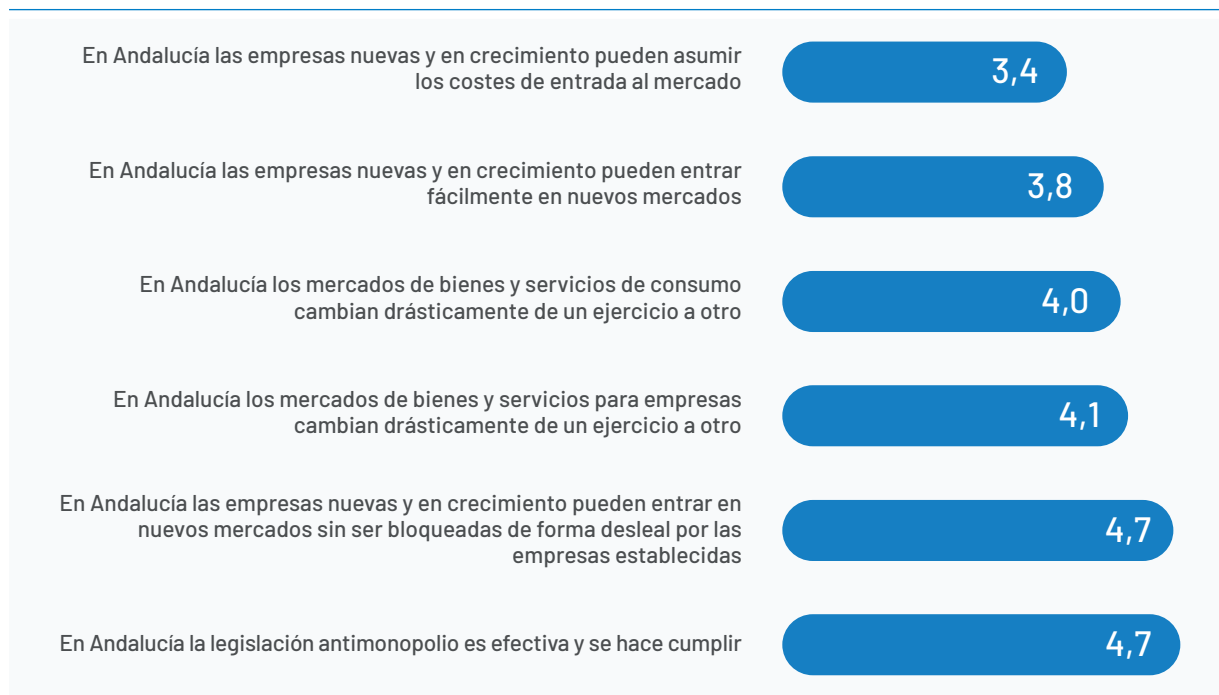 En Andalucía las empresas nuevas y en crecimiento pueden asumir
los costes de entrada al mercado
3,4
En Andalucía las empresas nuevas y en crecimiento pueden entrar
fácilmente en nuevos mercados
3,8
En Andalucía los mercados de bienes y servicios de consumo
cambian drásticamente de un ejercicio a otro
4,0
En Andalucía los mercados de bienes y servicios para empresas
cambian drásticamente de un ejercicio a otro
4,1
En Andalucía las empresas nuevas y en crecimiento pueden entrar en
nuevos mercados sin ser bloqueadas de forma desleal por las
empresas establecidas
4,7
En Andalucía la legislación antimonopolio es efectiva y se hace cumplir
4,7